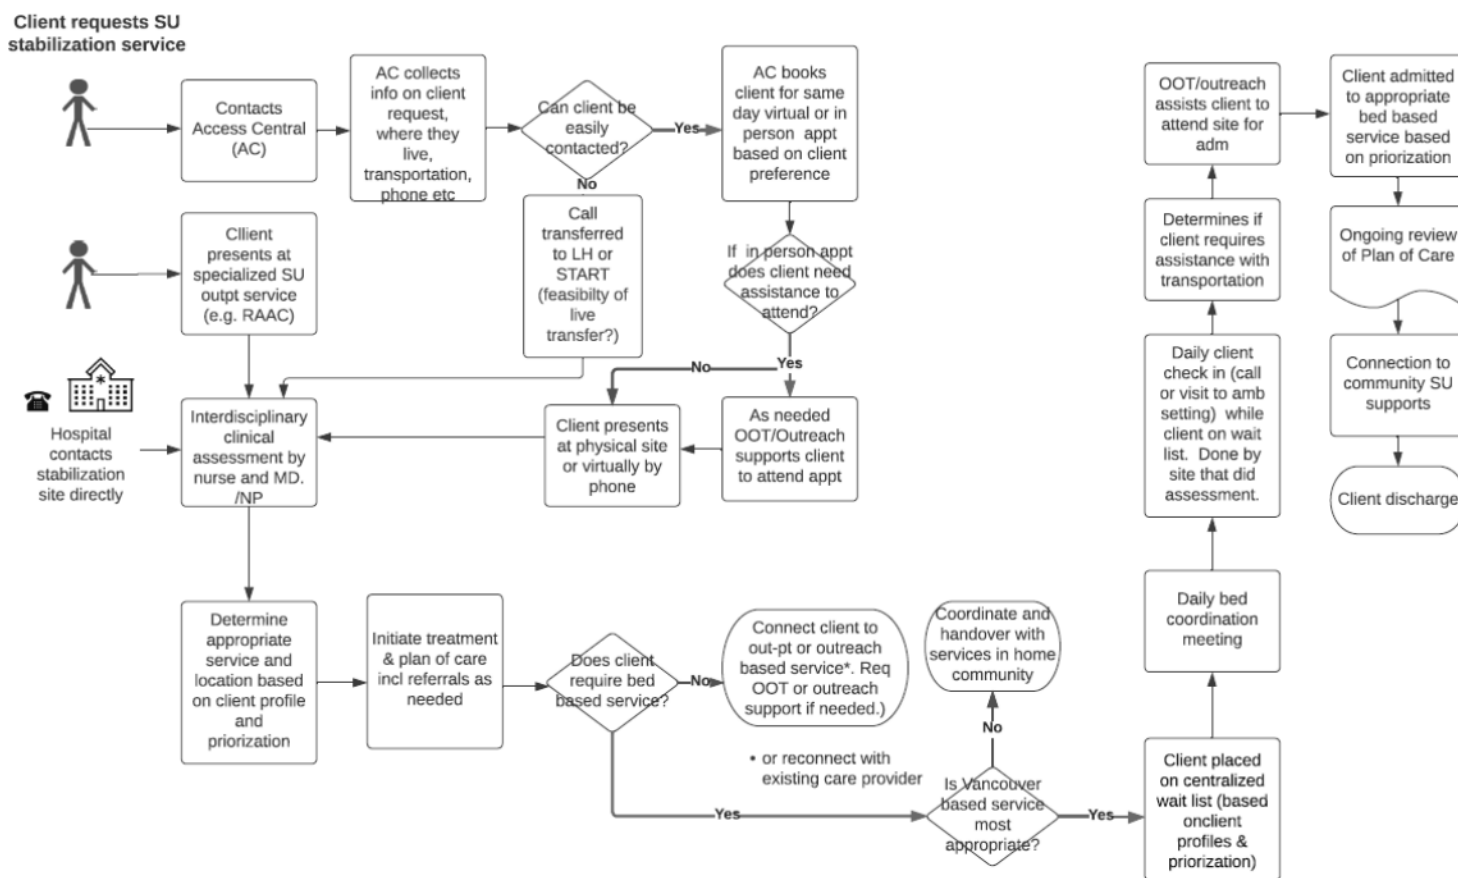 Client requests SU
stabilization service
Contacts
Access Central
(AC)
AC collects
info on client
request,
where they
live,
transportation,
phone etc
Can client be
easily
contacted?
Yes
No
AC books
client for same
day virtual or in
person appt
based on client
preference
Cllient
presents at
specialized SU
outpt service
(e.g. RAAC)
Call
transferred
to LH or
START
(feasibilty of
live
transfer?)
If in person appt
does client need
assistance to
attend?
No
Yes
Hospital
contacts
stabilization
site directly
Interdisciplinary
clinical
assessment by
nurse and MD.
/NP
Client presents
at physical site
or virtually by
phone
As needed
OOT/Outreach
supports client
to attend appt
Determine
appropriate
service and
location based
on client profile
and
priorization
Initiate treatment
& plan of care
incl referrals as
needed
Does client
require bed
based service?
No
Yes
Connect client to
out-pt or outreach
based service*. Req
OOT or outreach
support if needed.)
• or reconnect with
existing care provider
Coordinate and
handover with
services in home
community
No
Is Vancouver
based service
most
appropriate?
Yes
Client placed
on centralized
wait list (based
onclient
profiles &
priorization)
Daily bed
coordination
meeting
Daily client
check in (call
or visit to amb
setting) while
client on wait
list. Done by
site that did
assessment.
Determines if
client requires
assistance with
transportation
OOT/outreach
assists client to
attend site for
adm
Client admitted
to appropriate
bed based
service based
on priorization
Ongoing review
of Plan of Care
Connection to
community SU
supports
Client discharge